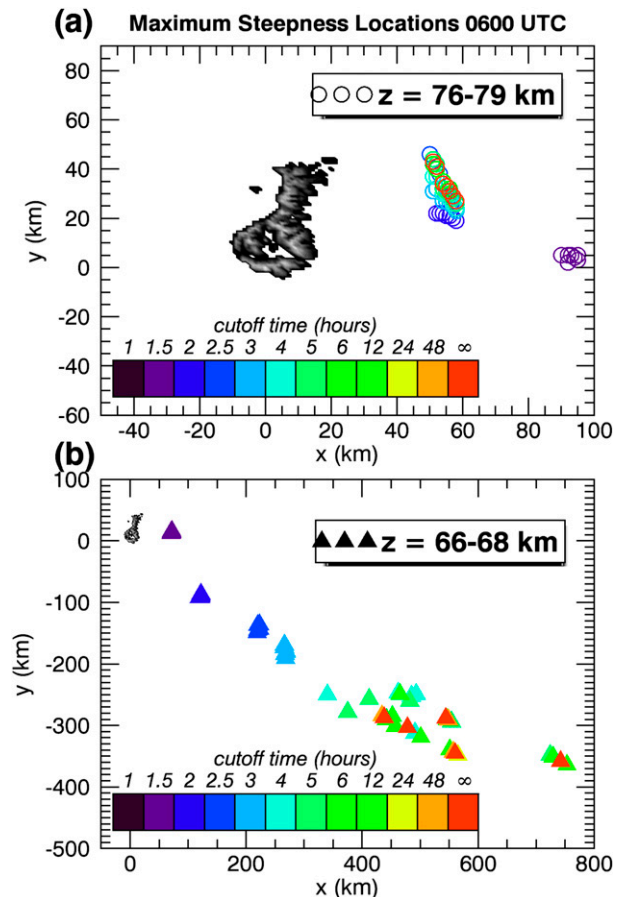 (a) Maximum Steepness Locations 0600 UTC
z = 76-79 km
80
60
40
20
0
-20
-40
-60
y (km)
cutoff time (hours)
1 1.5 2 2.5 3 4 5 6 12 24 48 ∞
-40 -20 0 20 40 60 80 100
x (km)
(b)
z = 66-68 km
100
0
-100
-200
-300
-400
-500
y (km)
cutoff time (hours)
1 1.5 2 2.5 3 4 5 6 12 24 48 ∞
0 200 400 600 800
x (km)